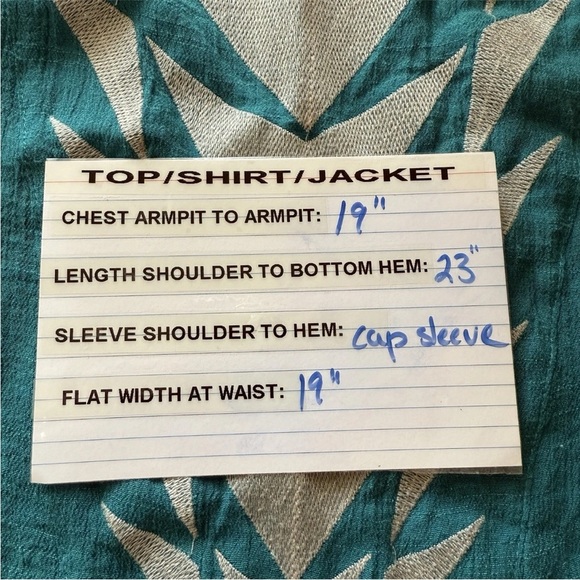 TOP/SHIRT/JACKET
CHEST ARMPIT TO ARMPIT: 19"
LENGTH SHOULDER TO BOTTOM HEM: 23"
SLEEVE SHOULDER TO HEM: cap sleeve
FLAT WIDTH AT WAIST: 19"